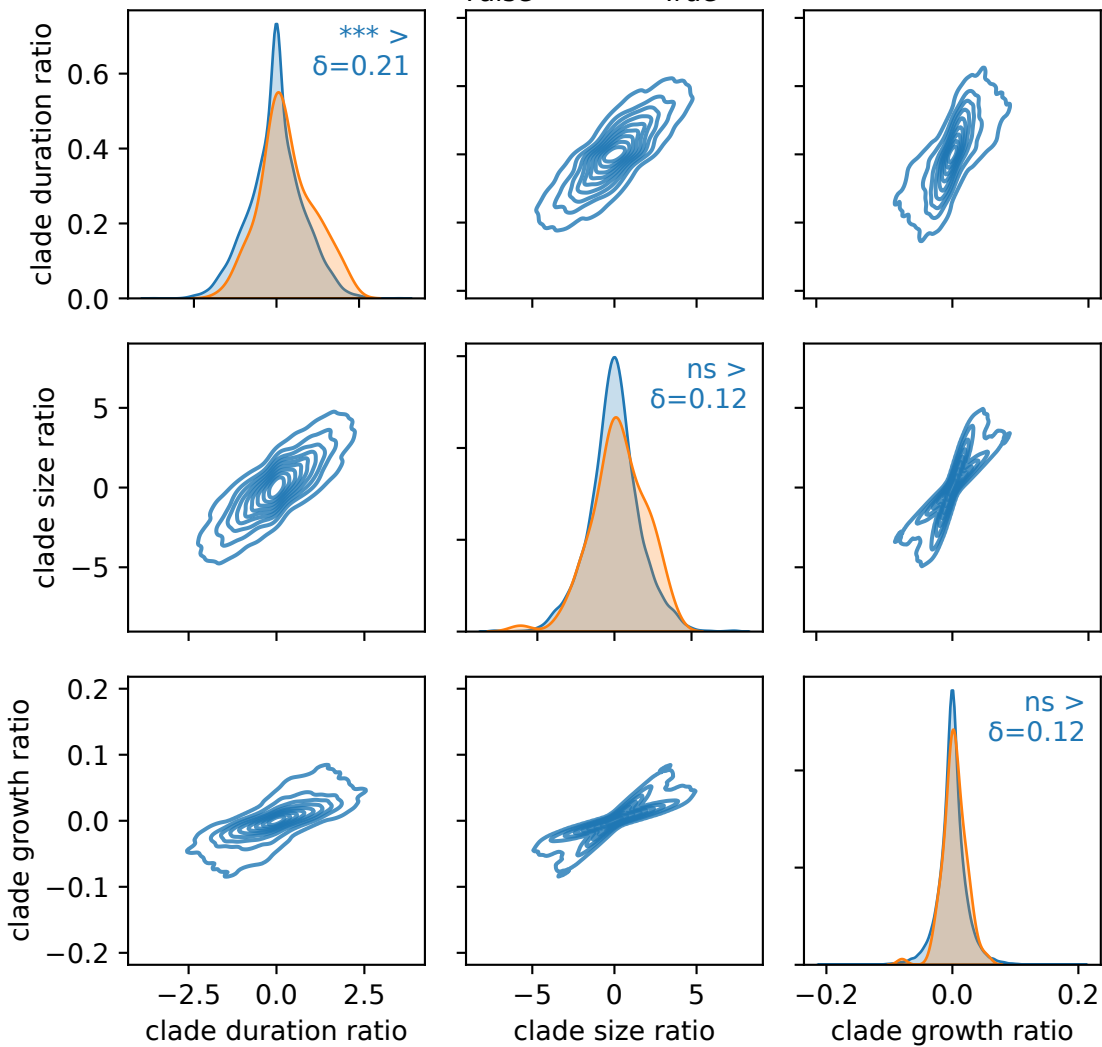 clade duration ratio
0.6
0.4
0.2
0.0
*** >
δ=0.21
clade size ratio
5
0
−5
ns >
δ=0.12
clade growth ratio
0.2
0.1
0.0
−0.1
−0.2
ns >
δ=0.12
−2.5 0.0 2.5
−5 0 5
−0.2 0.0 0.2
clade duration ratio
clade size ratio
clade growth ratio